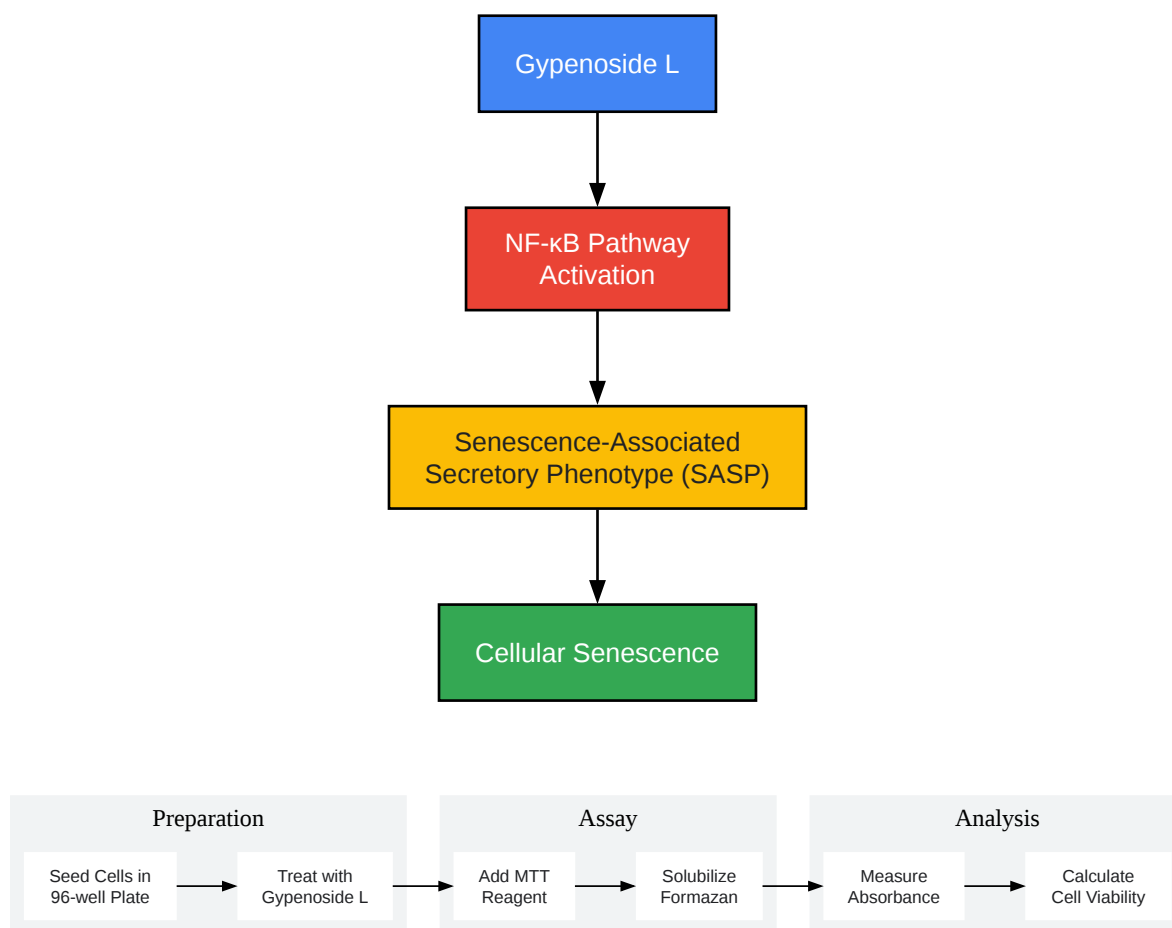 Gypenoside L
NF-κB Pathway
Activation
Senescence-Associated
Secretory Phenotype (SASP)
Cellular Senescence
Preparation
Seed Cells in
96-well Plate
Treat with
Gypenoside L
Assay
Add MTT
Reagent
Solubilize
Formazan
Analysis
Measure
Absorbance
Calculate
Cell Viability